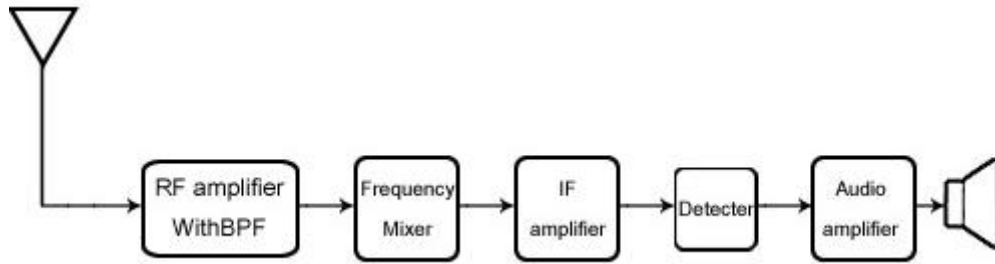 RF amplifier
WithBPF
Frequency
Mixer
IF
amplifier
Detecter
Audio
amplifier